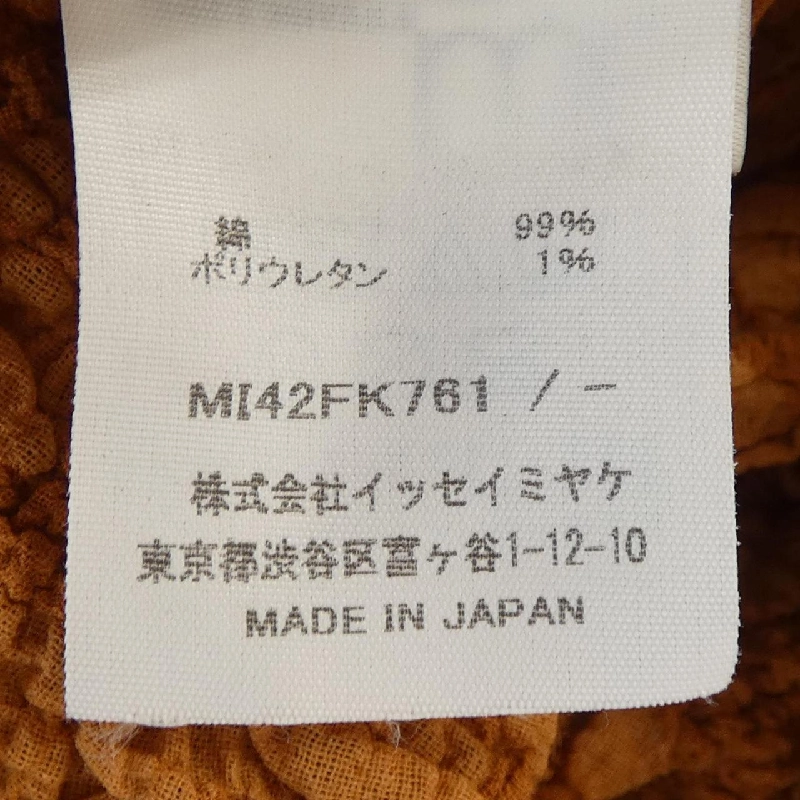 綿 99%
ポリウレタン 1%
MI42FK761 / −
株式会社イッセイミヤケ
東京都渋谷区富ヶ谷1-12-10
MADE IN JAPAN